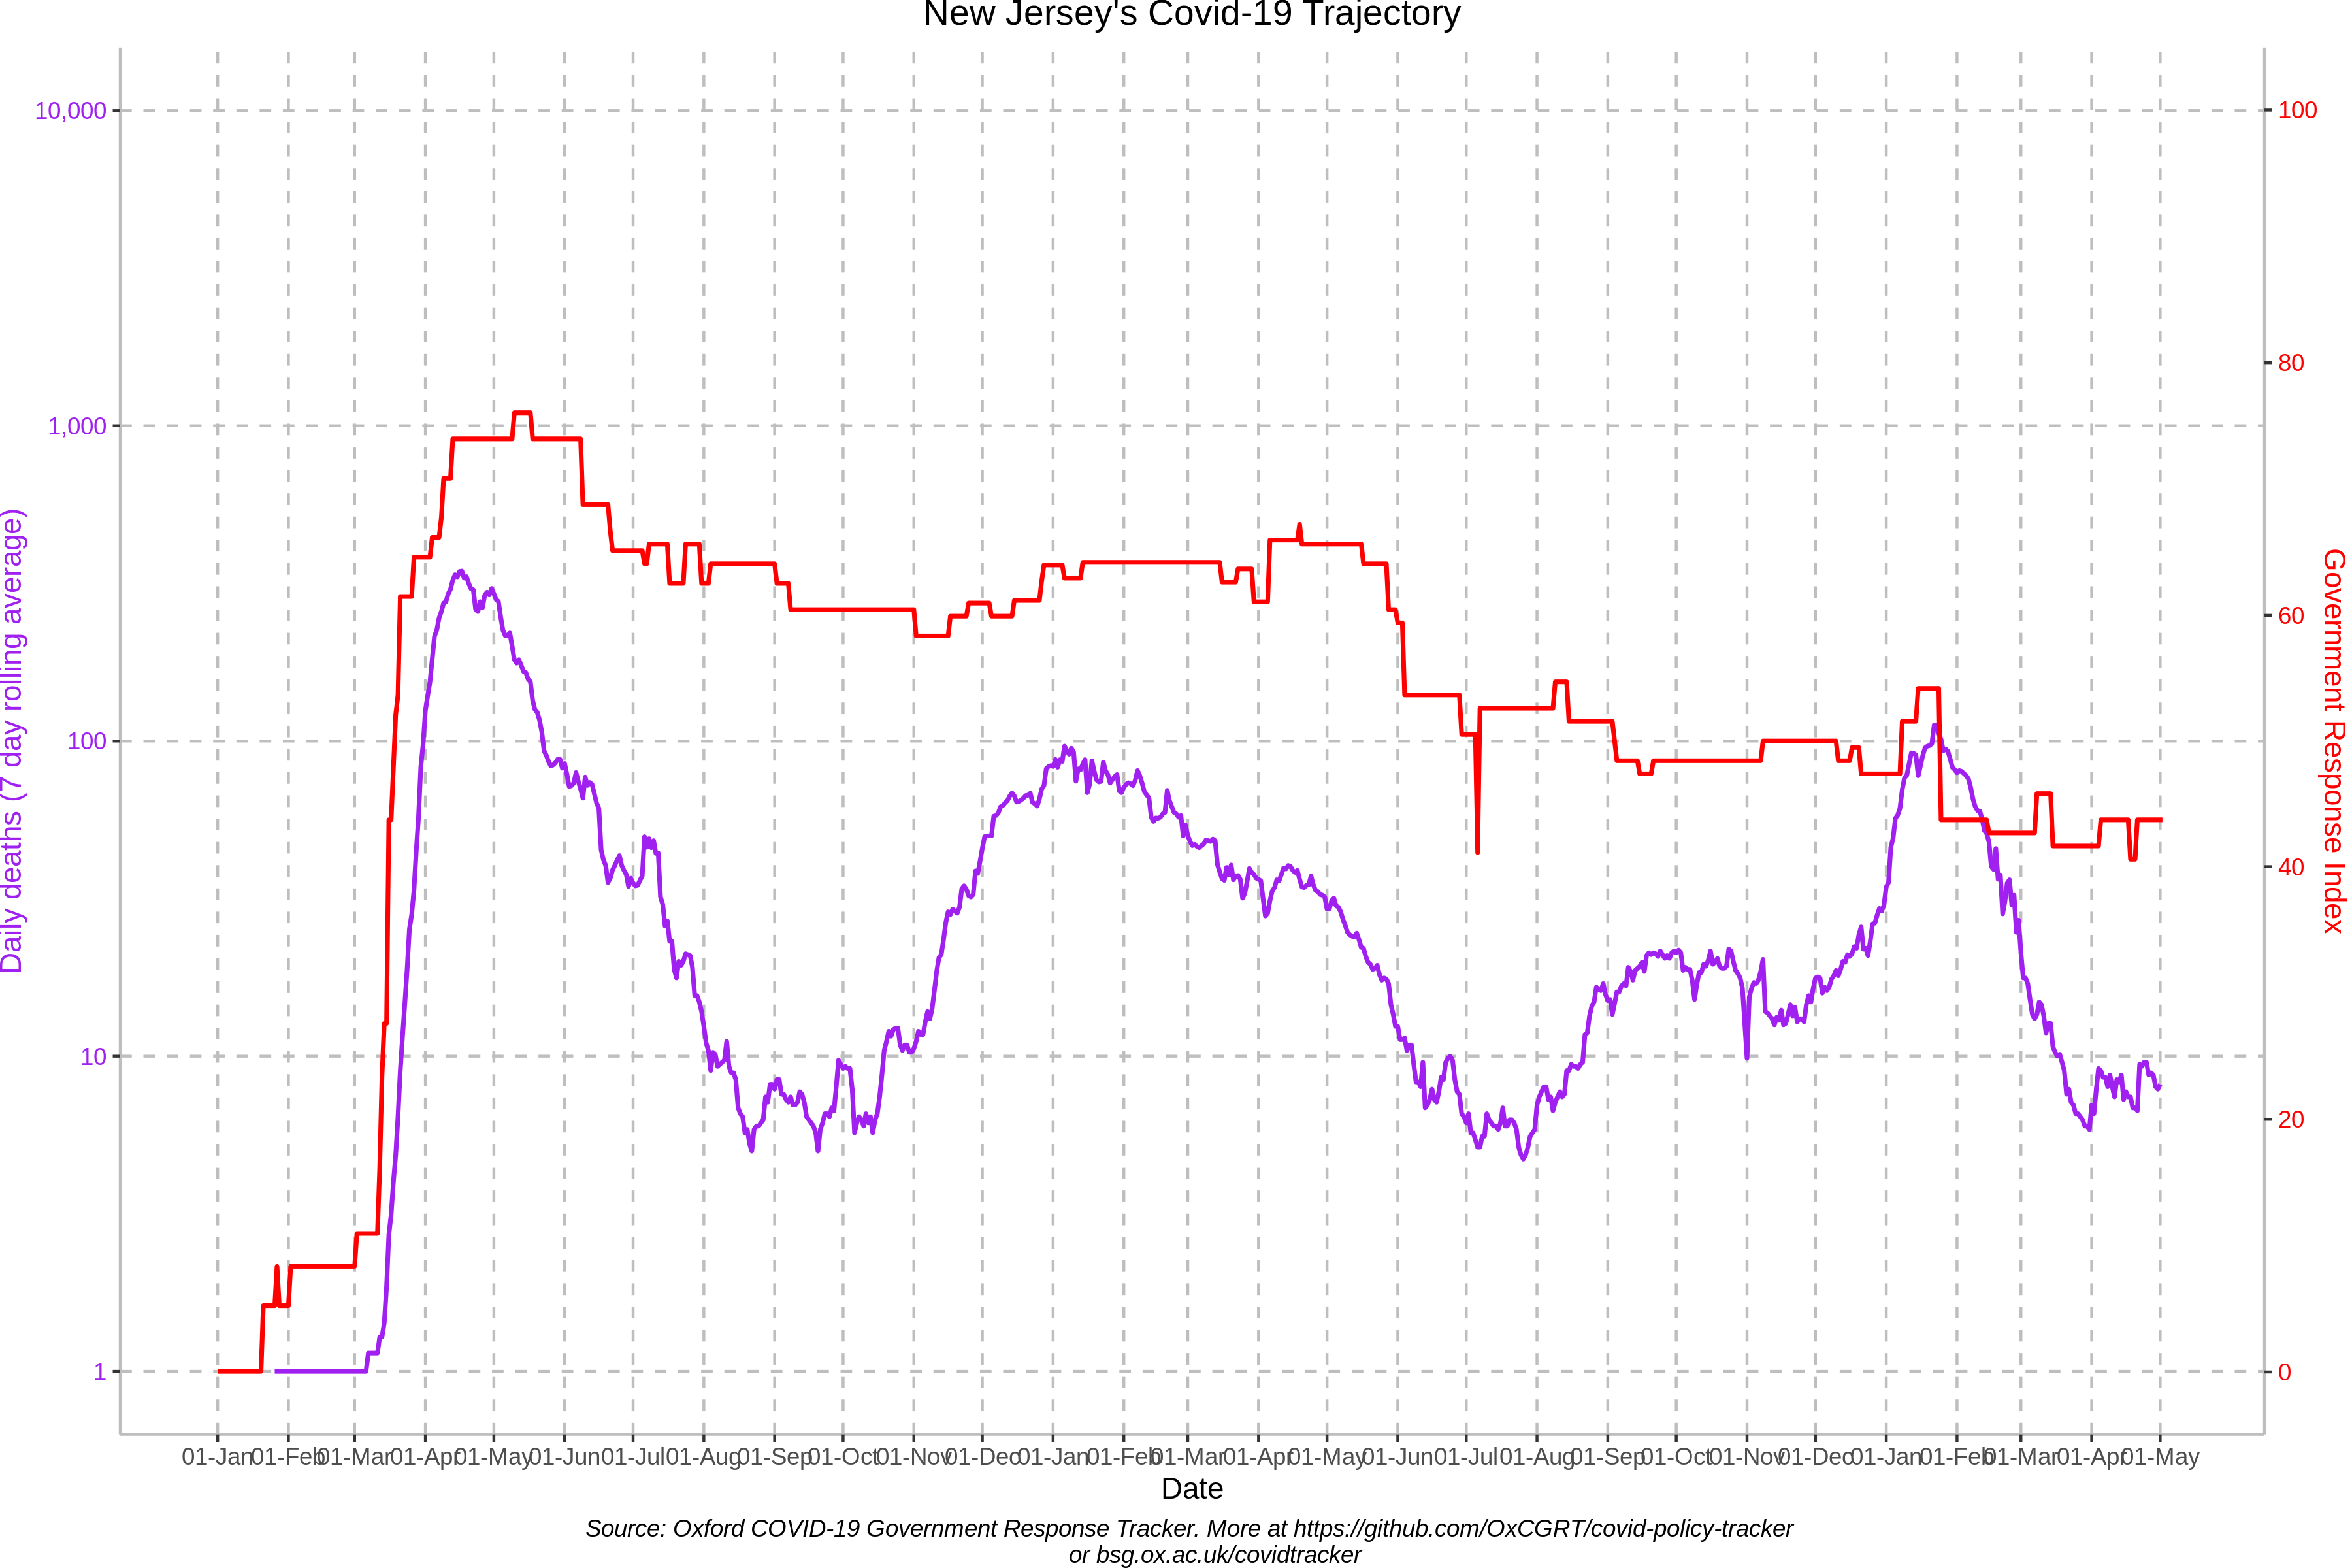 New Jersey's Covid-19 Trajectory
10,000
1,000
100
10
1
Daily deaths (7 day rolling average)
100
80
60
40
20
0
Government Response Index
01-Jan 01-Feb 01-Mar 01-Apr 01-May 01-Jun 01-Jul 01-Aug 01-Sep 01-Oct 01-Nov 01-Dec 01-Jan 01-Feb 01-Mar 01-Apr 01-May 01-Jun 01-Jul 01-Aug 01-Sep 01-Oct 01-Nov 01-Dec 01-Jan 01-Feb 01-Mar 01-Apr 01-May
Date
Source: Oxford COVID-19 Government Response Tracker. More at https://github.com/OxCGRT/covid-policy-tracker
or bsg.ox.ac.uk/covidtracker